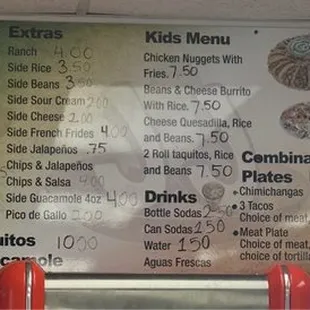 Extras
Ranch 4.00
Side Rice 3.50
Side Beans 3.50
Side Sour Cream 2.00
Side Cheese 2.00
Side French Frides 4.00
Side Jalapeños .75
Chips & Jalapeños
Chips & Salsa 4.00
Side Guacamole 4oz 4.00
Pico de Gallo 2.00
uitos 1000
camole
Kids Menu
Chicken Nuggets With
Fries. 7.50
Beans & Cheese Burrito
With Rice. 7.50
Cheese Quesadilla, Rice
and Beans. 7.50
2 Roll taquitos, Rice
and Beans 7.50
Drinks
Bottle Sodas 2.50
Can Sodas 1.50
Water 1.50
Aguas Frescas
Combina
Plates
• Chimichangas
• 3 Tacos
Choice of meat
• Meat Plate
Choice of meat,
choice of tortill